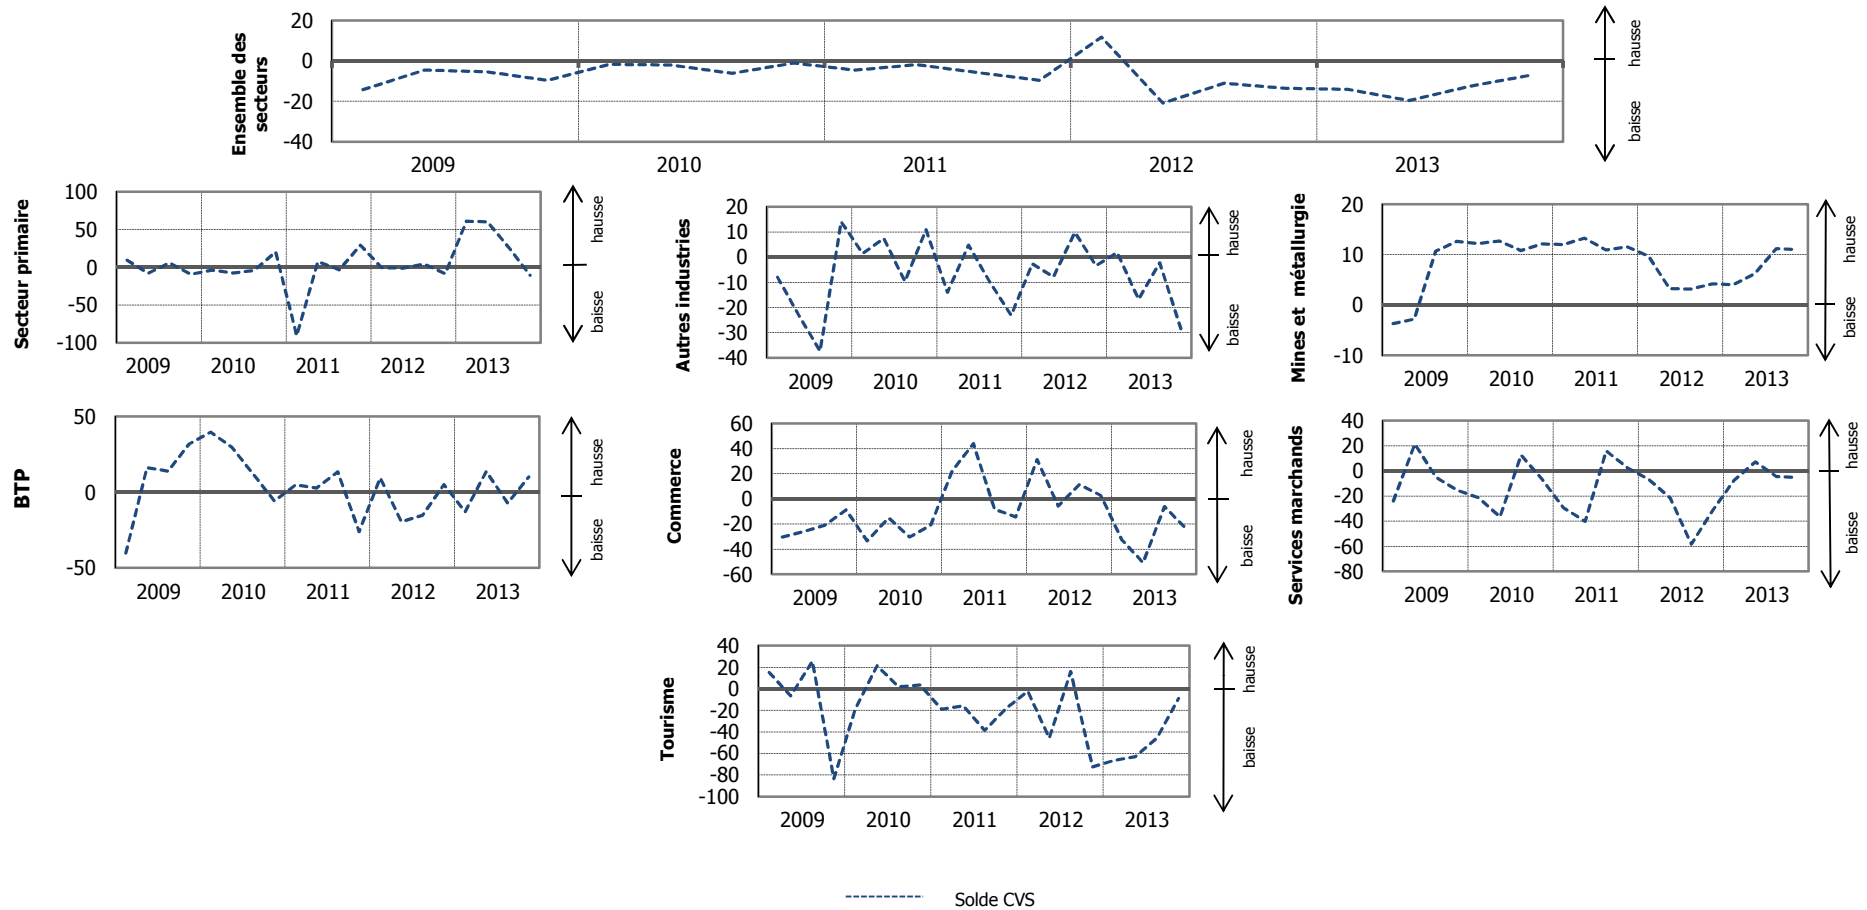 Ensemble des
secteurs
20
0
-20
-40
2009 2010 2011 2012 2013
hausse
baisse
Secteur primaire
100
50
0
-50
-100
2009 2010 2011 2012 2013
hausse
baisse
Autres industries
20
10
0
-10
-20
-30
-40
2009 2010 2011 2012 2013
hausse
baisse
Mines et métallurgie
20
10
0
-10
2009 2010 2011 2012 2013
hausse
baisse
BTP
50
0
-50
2009 2010 2011 2012 2013
hausse
baisse
Commerce
60
40
20
0
-20
-40
-60
2009 2010 2011 2012 2013
hausse
baisse
Services marchands
40
20
0
-20
-40
-60
-80
2009 2010 2011 2012 2013
hausse
baisse
Tourisme
40
20
0
-20
-40
-60
-80
-100
2009 2010 2011 2012 2013
hausse
baisse
Solde CVS